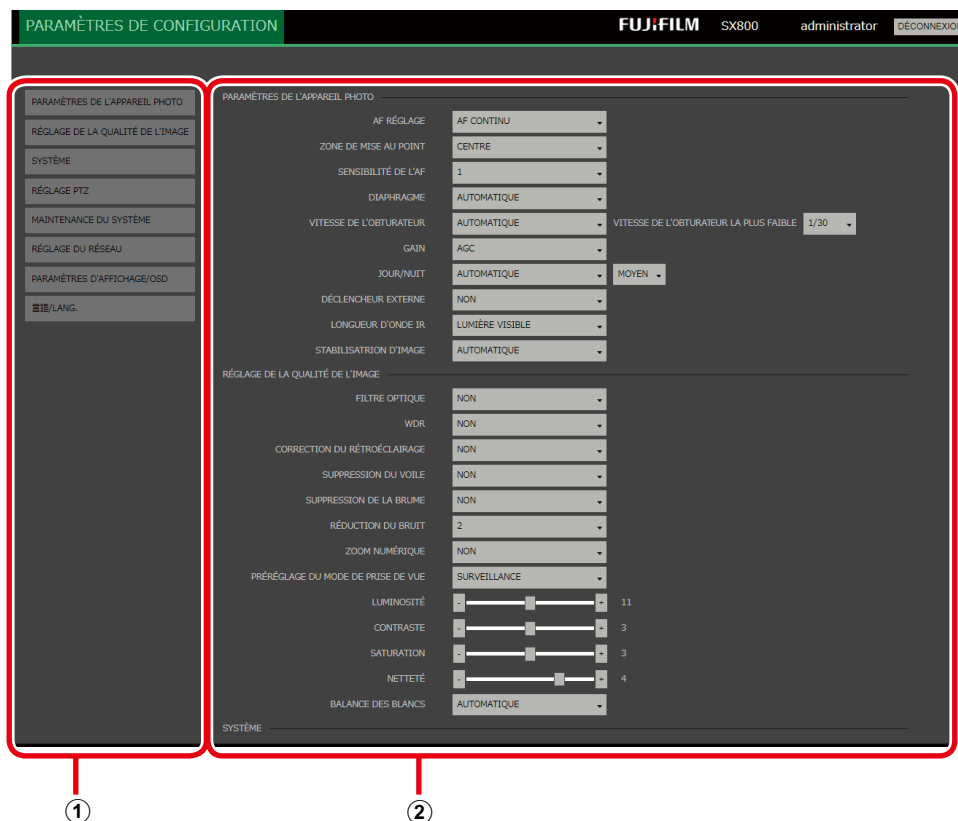 PARAMÈTRES DE CONFIGURATION
FUJIFILM SX800 administrator DÉCONNEXION
PARAMÈTRES DE L'APPAREIL PHOTO
RÉGLAGE DE LA QUALITÉ DE L'IMAGE
SYSTÈME
RÉGLAGE PTZ
MAINTENANCE DU SYSTÈME
RÉGLAGE DU RÉSEAU
PARAMÈTRES D'AFFICHAGE/OSD
言語/LANG.
PARAMÈTRES DE L'APPAREIL PHOTO
AF RÉGLAGE AF CONTINU
ZONE DE MISE AU POINT CENTRE
SENSIBILITÉ DE L'AF 1
DIAPHRAGME AUTOMATIQUE
VITESSE DE L'OBTURATEUR AUTOMATIQUE VITESSE DE L'OBTURATEUR LA PLUS FAIBLE 1/30
GAIN AGC
JOUR/NUIT AUTOMATIQUE MOYEN
DÉCLENCHEUR EXTERNE NON
LONGUEUR D'ONDE IR LUMIÈRE VISIBLE
STABILISATRION D'IMAGE AUTOMATIQUE
RÉGLAGE DE LA QUALITÉ DE L'IMAGE
FILTRE OPTIQUE NON
WDR NON
CORRECTION DU RÉTROÉCLAIRAGE NON
SUPPRESSION DU VOILE NON
SUPPRESSION DE LA BRUME NON
RÉDUCTION DU BRUIT 2
ZOOM NUMÉRIQUE NON
PRÉRÉGLAGE DU MODE DE PRISE DE VUE SURVEILLANCE
LUMINOSITÉ - + 11
CONTRASTE - + 3
SATURATION - + 3
NETTETÉ - + 4
BALANCE DES BLANCS AUTOMATIQUE
SYSTÈME
① ②